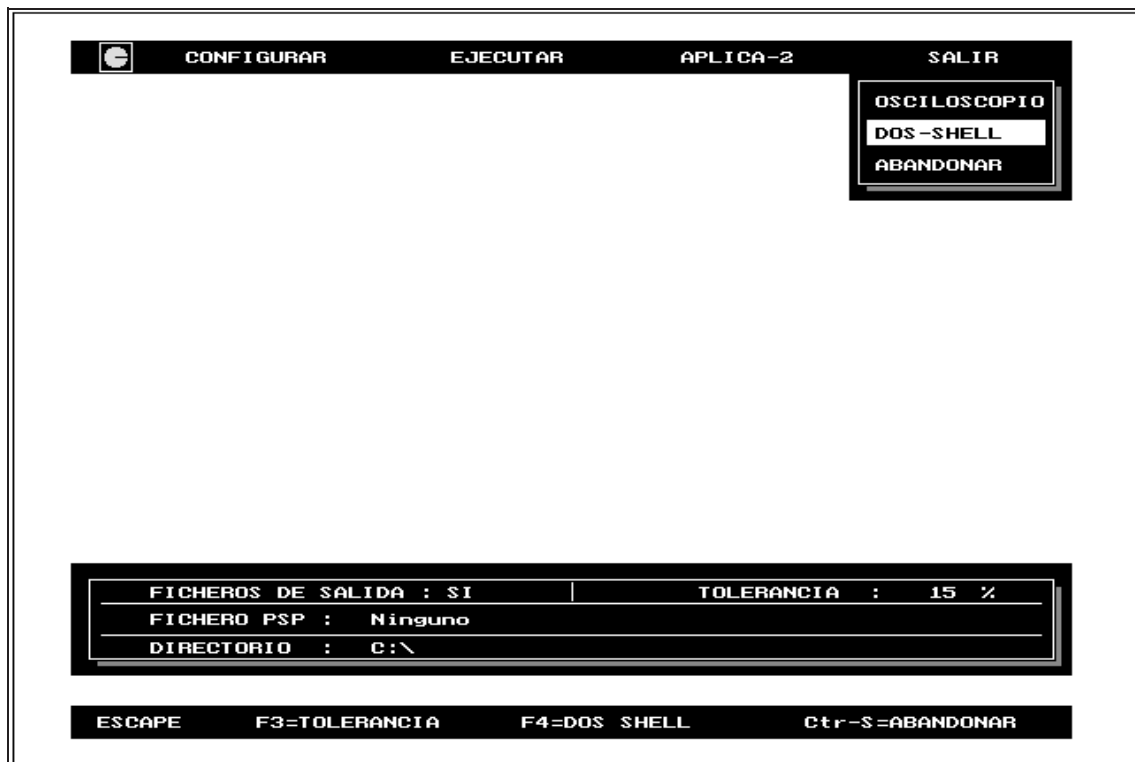 CONFIGURAR EJECUTAR APLICA-2 SALIR
OSCILOSCOPIO
DOS-SHELL
ABANDONAR
FICHEROS DE SALIDA : SI TOLERANCIA : 15 %
FICHERO PSP : Ninguno
DIRECTORIO : C:\
ESCAPE F3=TOLERANCIA F4=DOS SHELL Ctr-S=ABANDONAR